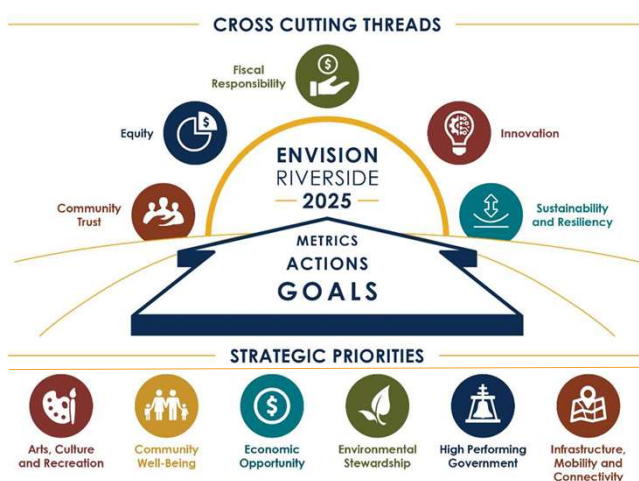 CROSS CUTTING THREADS
Fiscal
Responsibility
Equity
Innovation
Community
Trust
Sustainability
and Resiliency
ENVISION
RIVERSIDE
2025
METRICS
ACTIONS
GOALS
STRATEGIC PRIORITIES
Arts, Culture
and Recreation
Community
Well-Being
Economic
Opportunity
Environmental
Stewardship
High Performing
Government
Infrastructure,
Mobility and
Connectivity